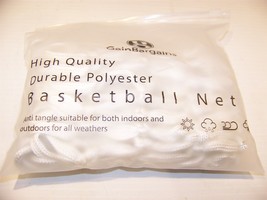 GainBargains
High Quality
Durable Polyester
Basketball Net
Anti tangle suitable for both indoors and
outdoors for all weathers